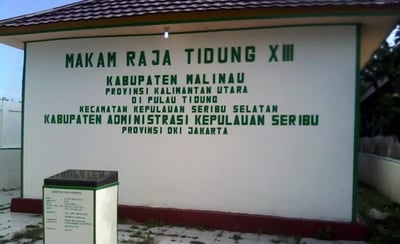 MAKAM RAJA TIDUNG XIII
KABUPATEN MALINAU
PROVINSI KALIMANTAN UTARA
DI PULAU TIDUNG
KECAMATAN KEPULAUAN SERIBU SELATAN
KABUPATEN ADMINISTRASI KEPULAUAN SERIBU
PROVINSI DKI JAKARTA